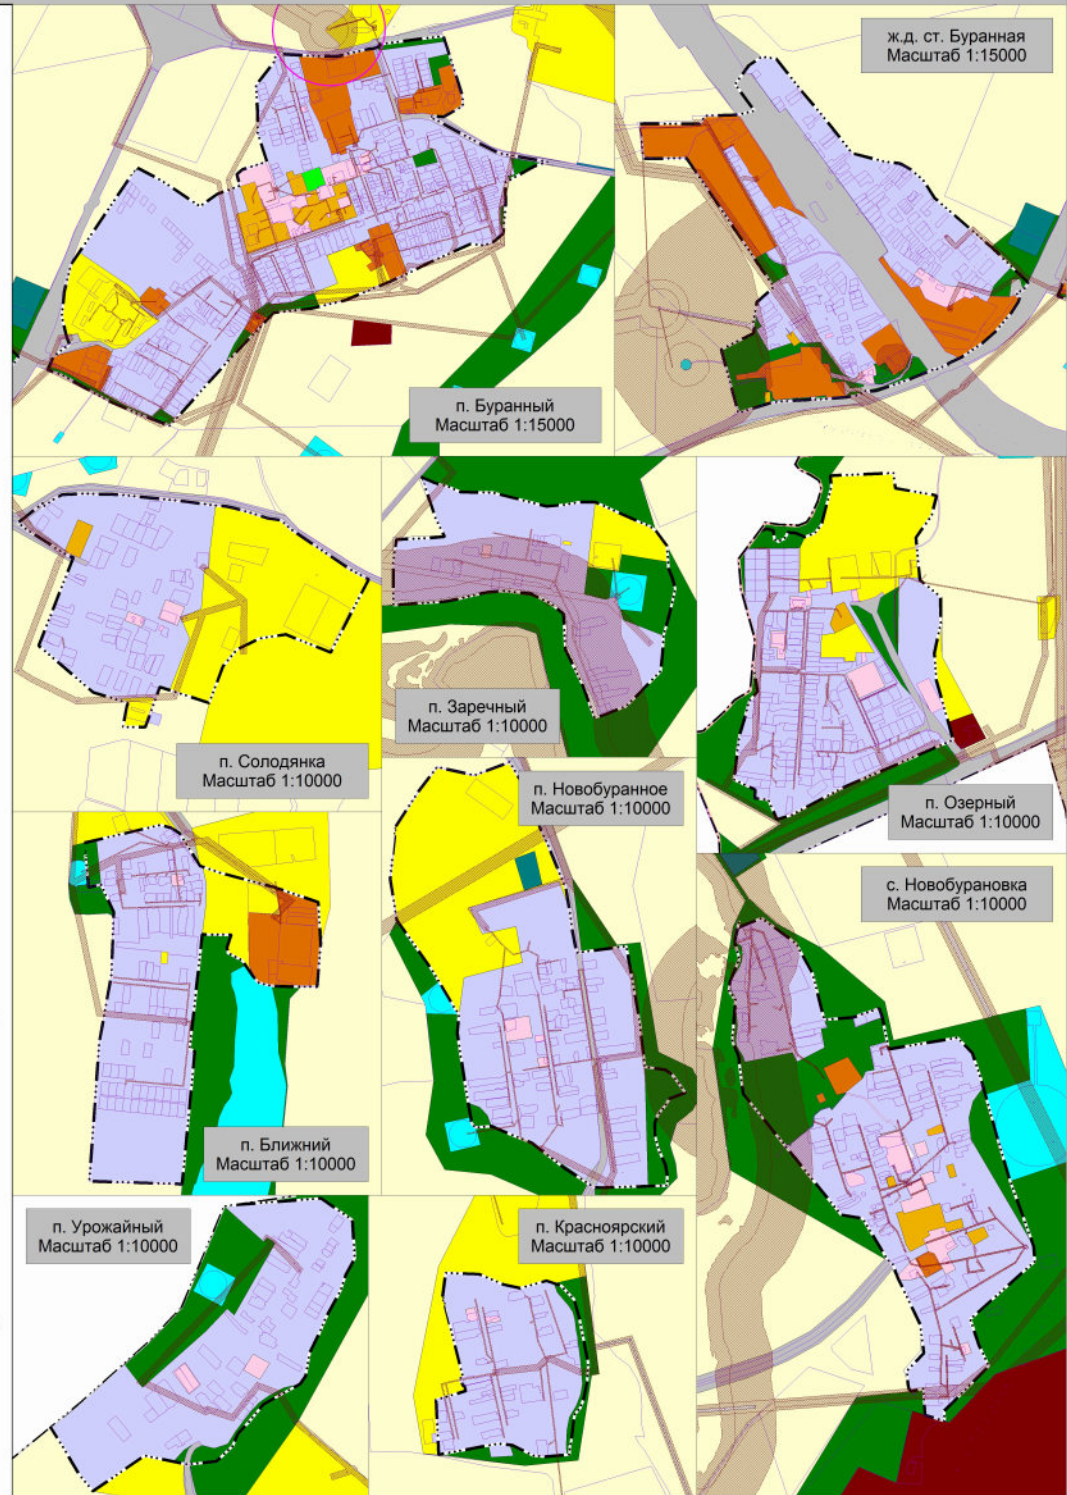 ж.д. ст. Буранная
Масштаб 1:15000
п. Буранный
Масштаб 1:15000
п. Солодянка
Масштаб 1:10000
п. Заречный
Масштаб 1:10000
п. Озерный
Масштаб 1:10000
п. Новобуранное
Масштаб 1:10000
с. Новобурановка
Масштаб 1:10000
п. Ближний
Масштаб 1:10000
п. Урожайный
Масштаб 1:10000
п. Красноярский
Масштаб 1:10000